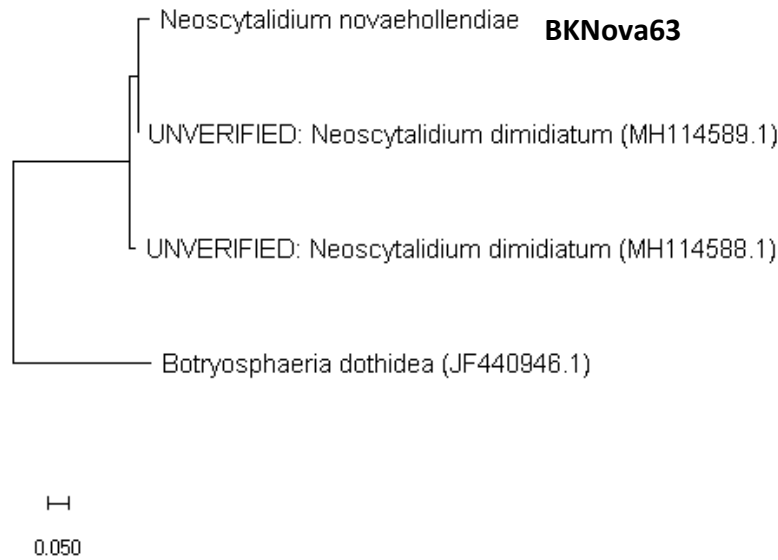 Neoscytalidium novaehollendiae BKNova63
UNVERIFIED: Neoscytalidium dimidiatum (MH114589.1)
UNVERIFIED: Neoscytalidium dimidiatum (MH114588.1)
Botryosphaeria dothidea (JF440946.1)
0.050